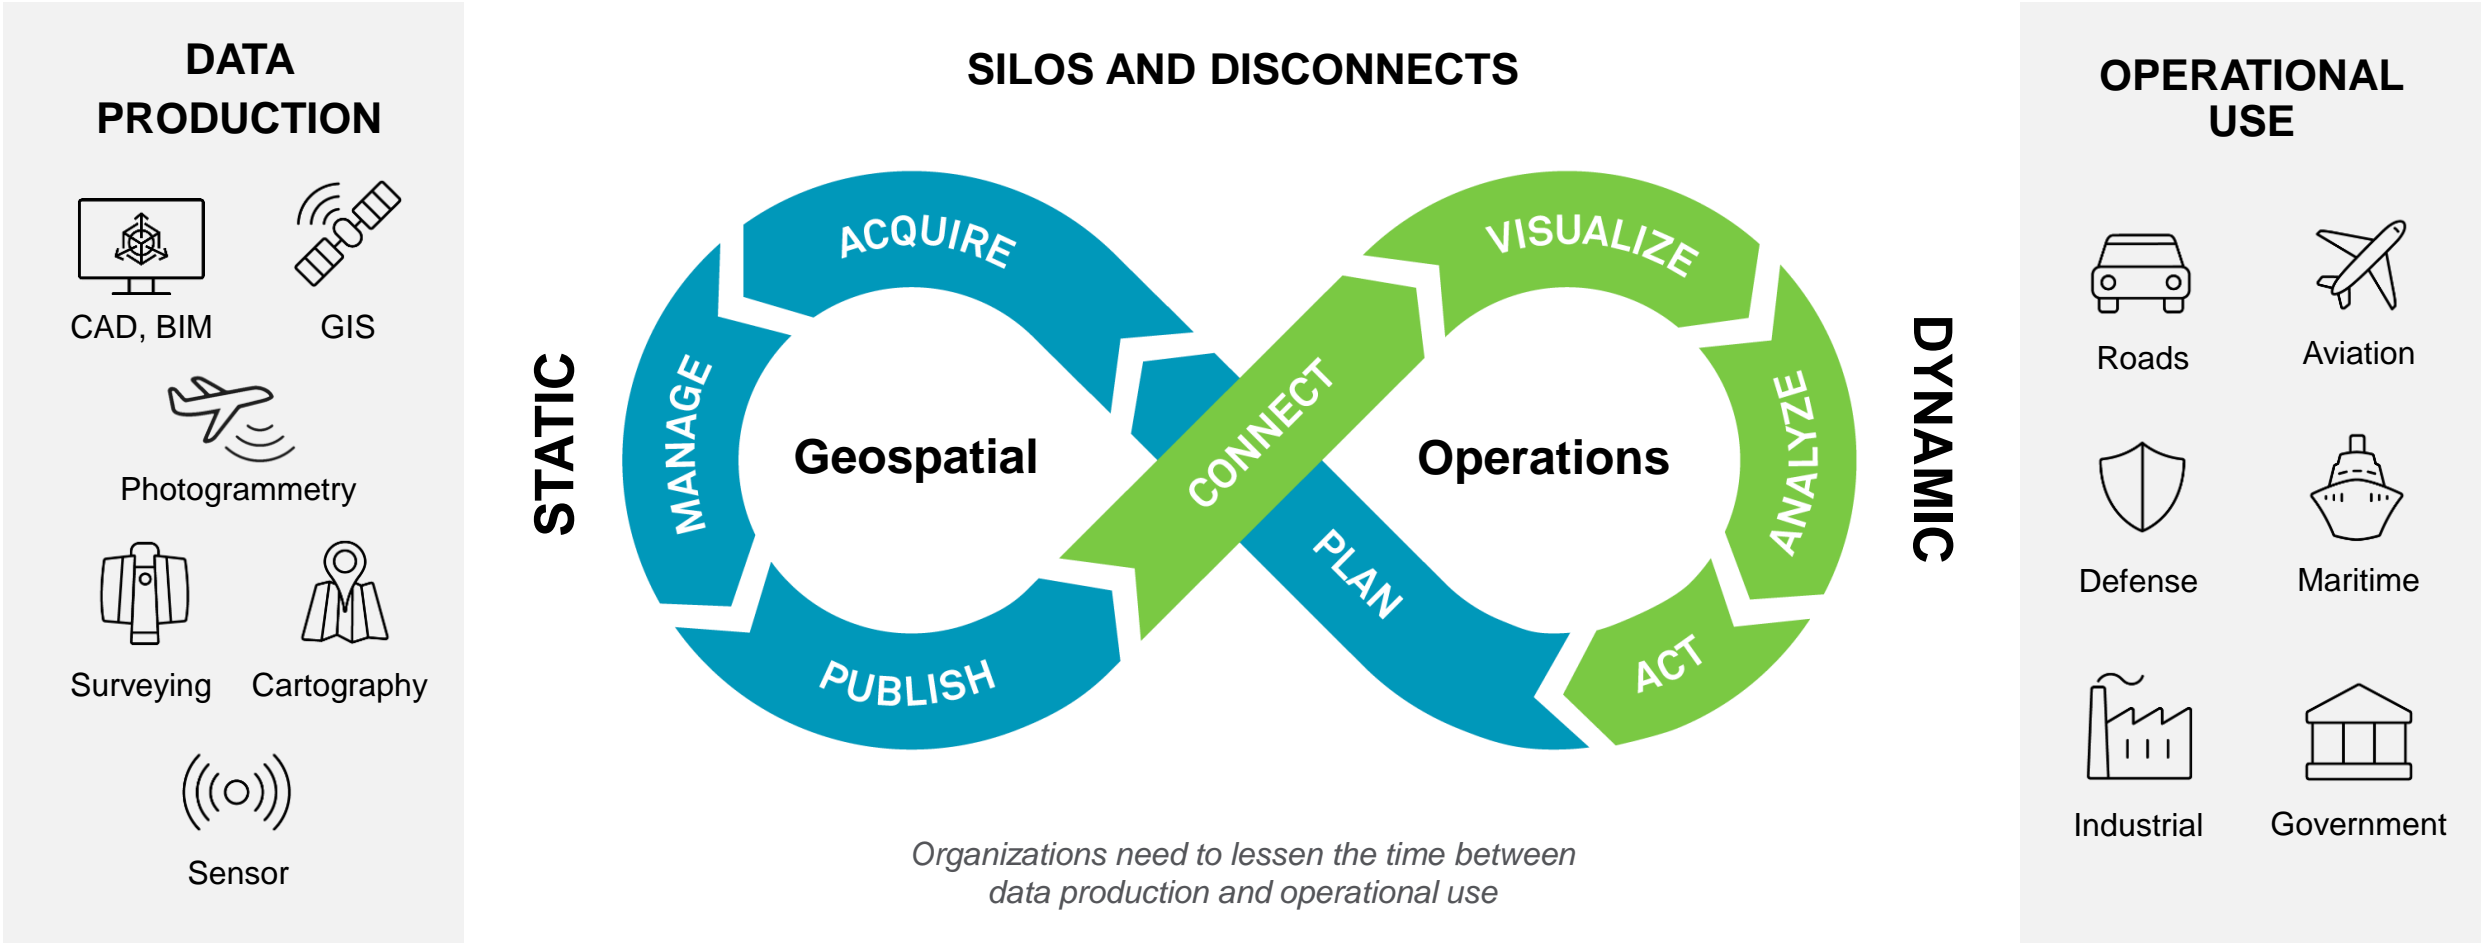 DATA
PRODUCTION
CAD, BIM
GIS
Photogrammetry
Surveying
Cartography
Sensor
SILOS AND DISCONNECTS
STATIC
Geospatial
ACQUIRE
MANAGE
PUBLISH
CONNECT
PLAN
Operations
VISUALIZE
ANALYZE
ACT
DYNAMIC
Organizations need to lessen the time between
data production and operational use
OPERATIONAL
USE
Roads
Aviation
Defense
Maritime
Industrial
Government